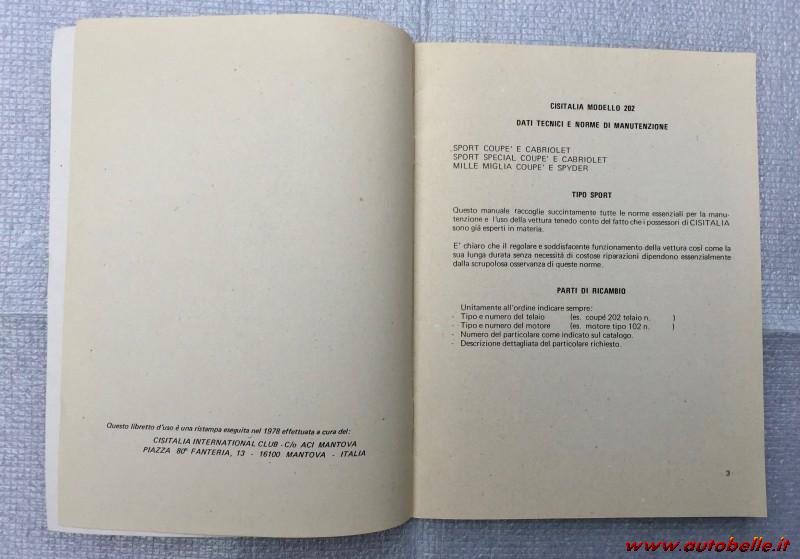 Questo libretto d'uso è una ristampa eseguita nel 1978 effettuata a cura del:
CISITALIA INTERNATIONAL CLUB - C/o ACI MANTOVA
PIAZZA 80° FANTERIA, 13 - 16100 MANTOVA - ITALIA
CISITALIA MODELLO 202
DATI TECNICI E NORME DI MANUTENZIONE
SPORT COUPE' E CABRIOLET
SPORT SPECIAL COUPE' E CABRIOLET
MILLE MIGLIA COUPE' E SPYDER
TIPO SPORT
Questo manuale raccoglie succintamente tutte le norme essenziali per la manu-
tenzione e l'uso della vettura tenedo conto del fatto che i possessori di CISITALIA
sono già esperti in materia.
E' chiaro che il regolare e soddisfacente funzionamento della vettura così come la
sua lunga durata senza necessità di costose riparazioni dipendono essenzialmente
dalla scrupolosa osservanza di queste norme.
PARTI DI RICAMBIO
Unitamente all'ordine indicare sempre:
- Tipo e numero del telaio (es. coupé 202 telaio n. )
- Tipo e numero del motore (es. motore tipo 102 n. )
- Numero del particolare come indicato sul catalogo.
- Descrizione dettagliata del particolare richiesto.
3
www.autobelle.it